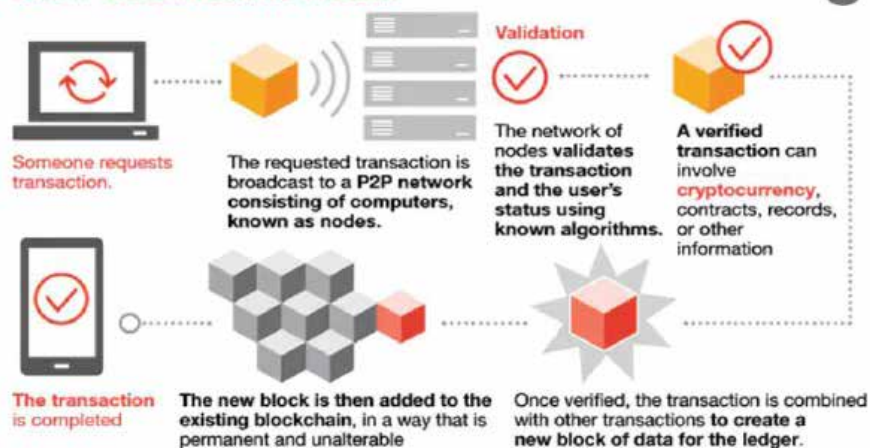 Someone requests
transaction.
The requested transaction is
broadcast to a P2P network
consisting of computers,
known as nodes.
Validation
The network of
nodes validates
the transaction
and the user's
status using
known algorithms.
A verified
transaction can
involve
cryptocurrency,
contracts, records,
or other
information
Once verified, the transaction is combined
with other transactions to create a
new block of data for the ledger.
The new block is then added to the
existing blockchain, in a way that is
permanent and unalterable
The transaction
is completed